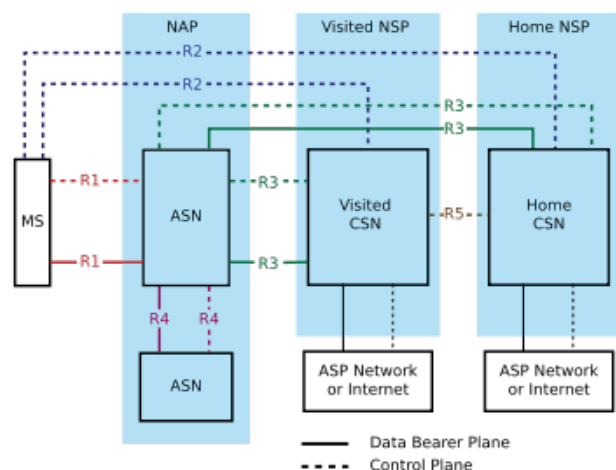 NAP
Visited NSP
Home NSP
R2
R2
R3
R3
R1
R3
MS
ASN
Visited
CSN
R5
Home
CSN
R1
R3
R4
R4
ASN
ASP Network
or Internet
ASP Network
or Internet
Data Bearer Plane
Control Plane